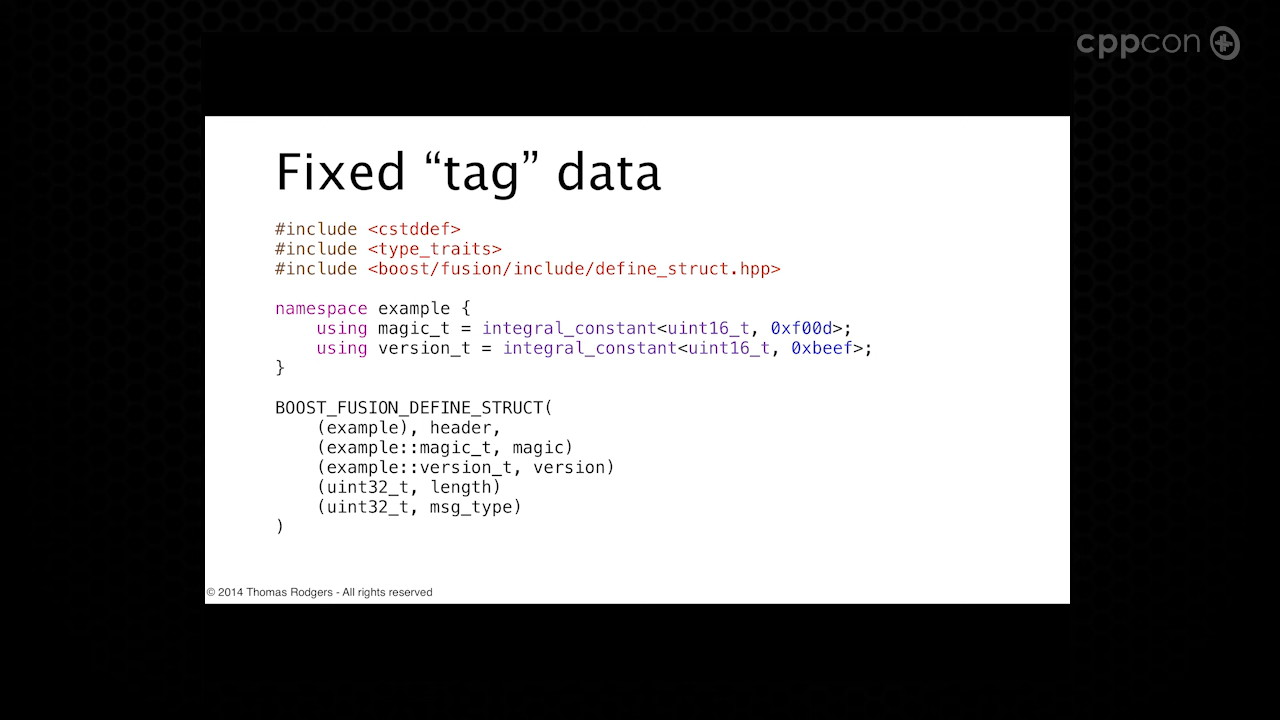 cppcon
Fixed “tag” data
#include <cstddef>
#include <type_traits>
#include <boost/fusion/include/define_struct.hpp>
namespace example {
    using magic_t = integral_constant<uint16_t, 0xf00d>;
    using version_t = integral_constant<uint16_t, 0xbeef>;
}
BOOST_FUSION_DEFINE_STRUCT(
    (example), header,
    (example::magic_t, magic)
    (example::version_t, version)
    (uint32_t, length)
    (uint32_t, msg_type)
)
© 2014 Thomas Rodgers - All rights reserved